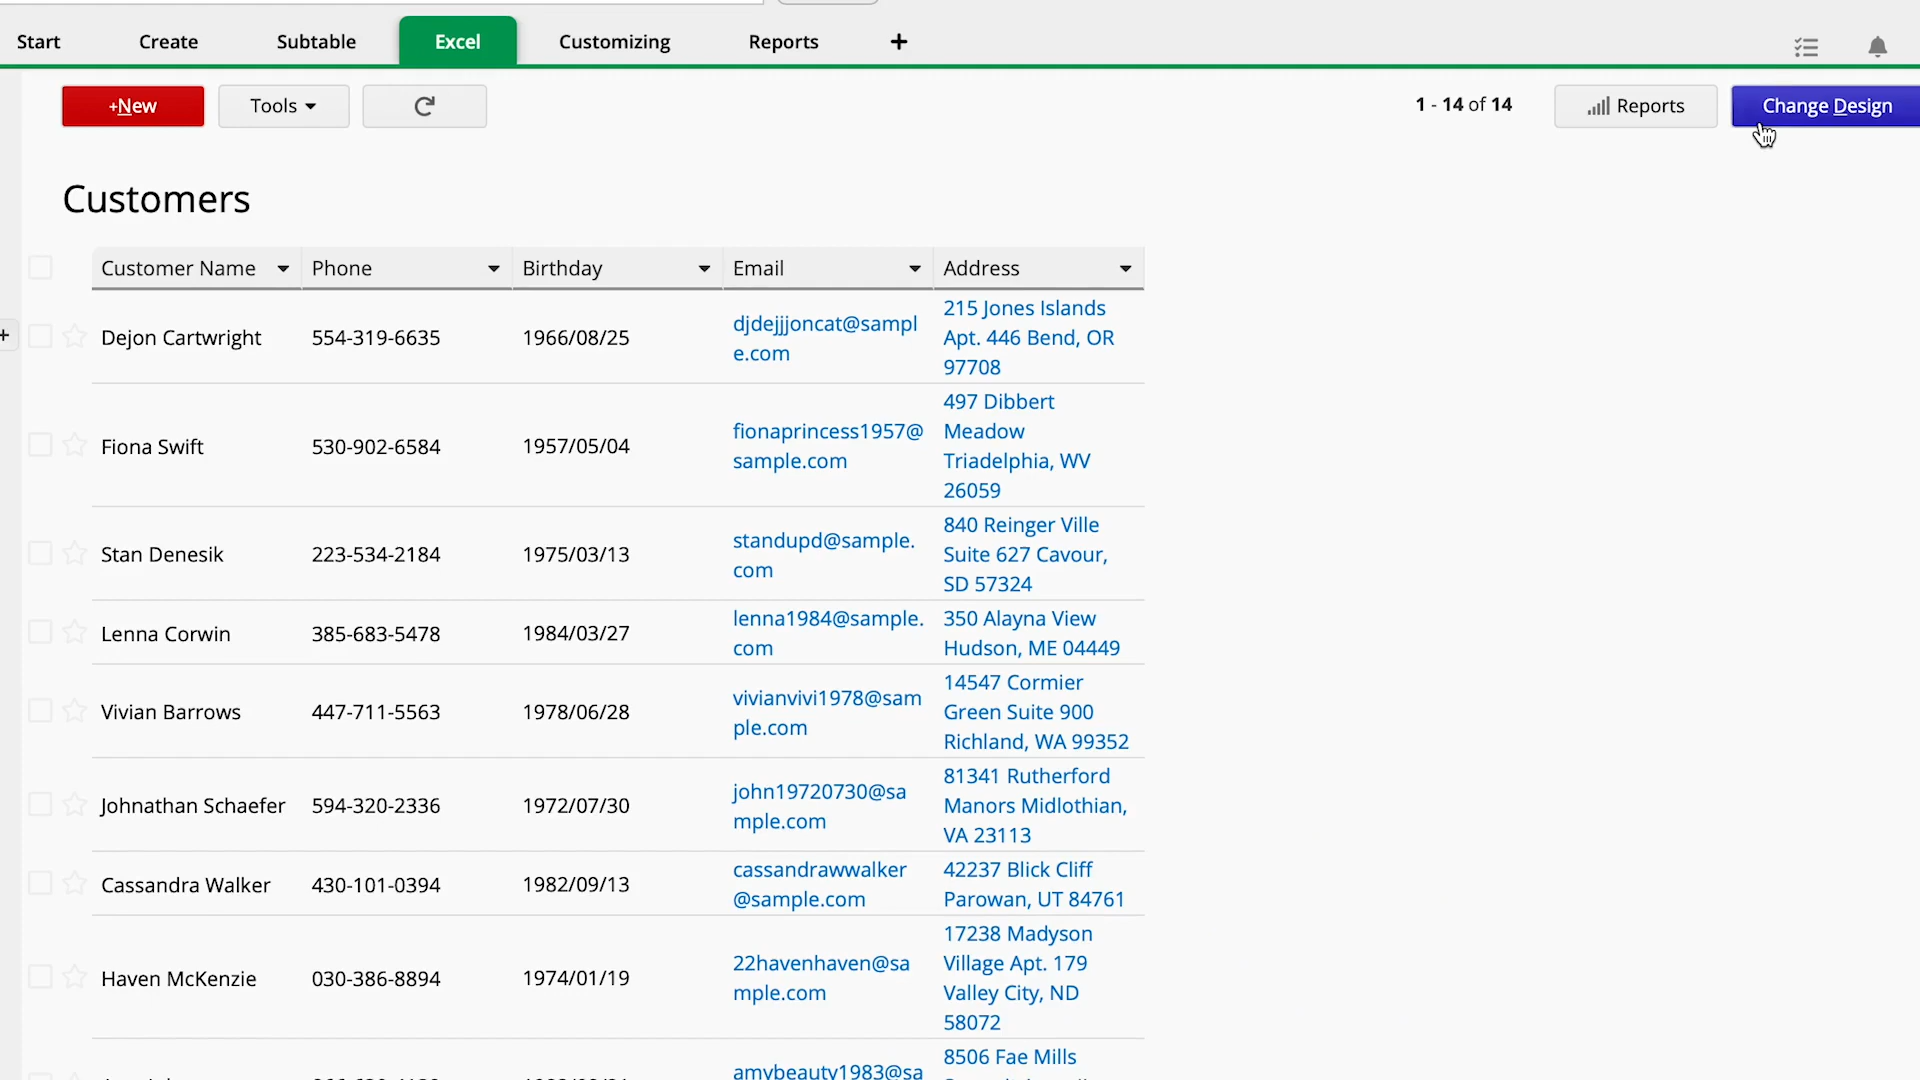 Start Create Subtable Excel Customizing Reports +
+New Tools 1 - 14 of 14 Reports Change Design
Customers
Customer Name Phone Birthday Email Address
Dejon Cartwright 554-319-6635 1966/08/25 djdejjjoncat@sampl
e.com
215 Jones Islands
Apt. 446 Bend, OR
97708
Fiona Swift 530-902-6584 1957/05/04 fionaprincess1957@
sample.com
497 Dibbert
Meadow
Triadelphia, WV
26059
Stan Denesik 223-534-2184 1975/03/13 standupd@sample.
com
840 Reinger Ville
Suite 627 Cavour,
SD 57324
Lenna Corwin 385-683-5478 1984/03/27 lenna1984@sample.
com
350 Alayna View
Hudson, ME 04449
Vivian Barrows 447-711-5563 1978/06/28 vivianvivi1978@sam
ple.com
14547 Cormier
Green Suite 900
Richland, WA 99352
Johnathan Schaefer 594-320-2336 1972/07/30 john19720730@sa
mple.com
81341 Rutherford
Manors Midlothian,
VA 23113
Cassandra Walker 430-101-0394 1982/09/13 cassandrawwalker
@sample.com
42237 Blick Cliff
Parowan, UT 84761
Haven McKenzie 030-386-8894 1974/01/19 22havenhaven@sa
mple.com
17238 Madyson
Village Apt. 179
Valley City, ND
58072
amybeauty1983@sa
8506 Fae Mills